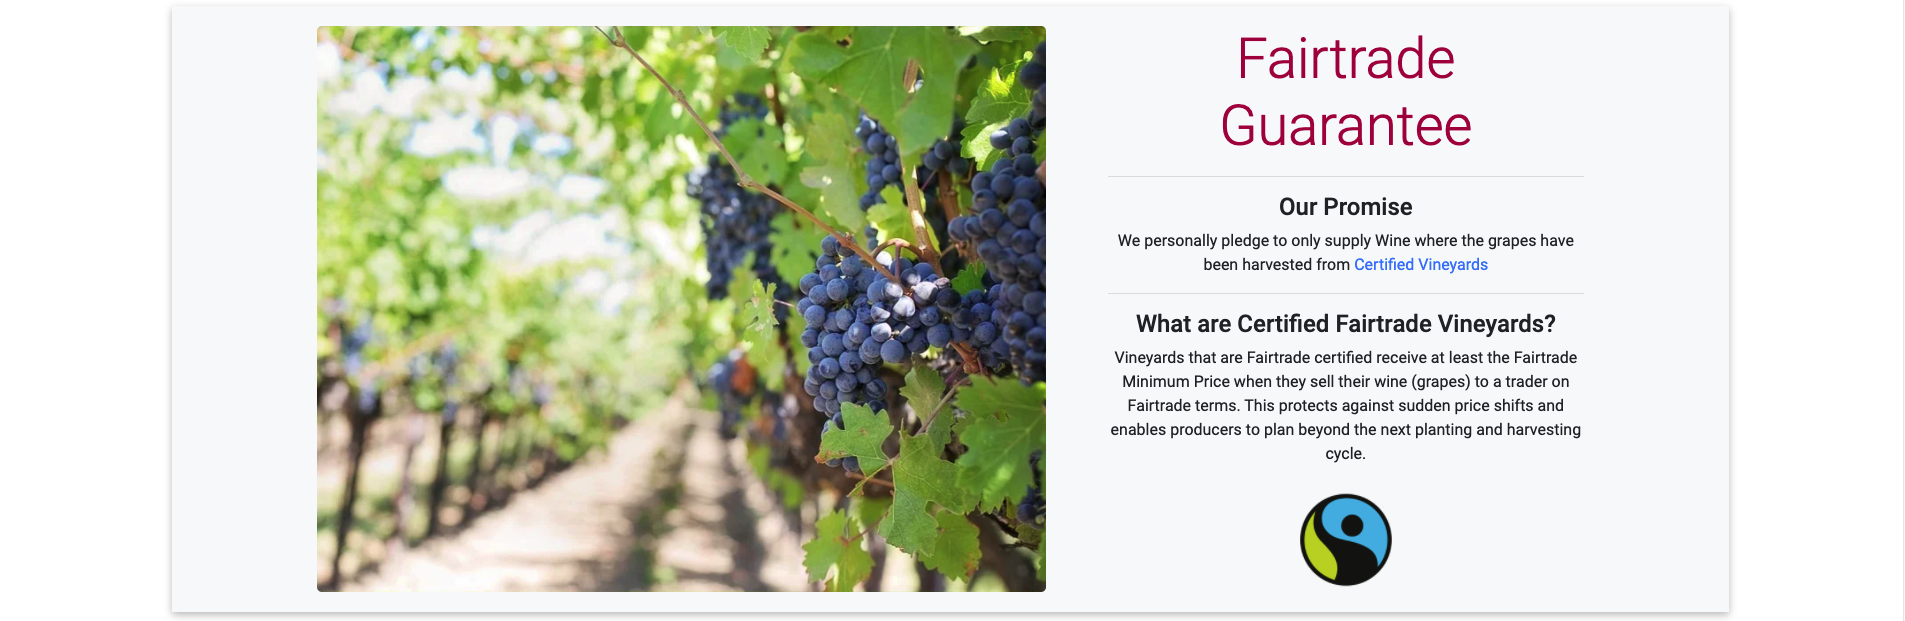 Fairtrade
Guarantee
Our Promise
We personally pledge to only supply Wine where the grapes have
been harvested from Certified Vineyards
What are Certified Fairtrade Vineyards?
Vineyards that are Fairtrade certified receive at least the Fairtrade
Minimum Price when they sell their wine (grapes) to a trader on
Fairtrade terms. This protects against sudden price shifts and
enables producers to plan beyond the next planting and harvesting
cycle.